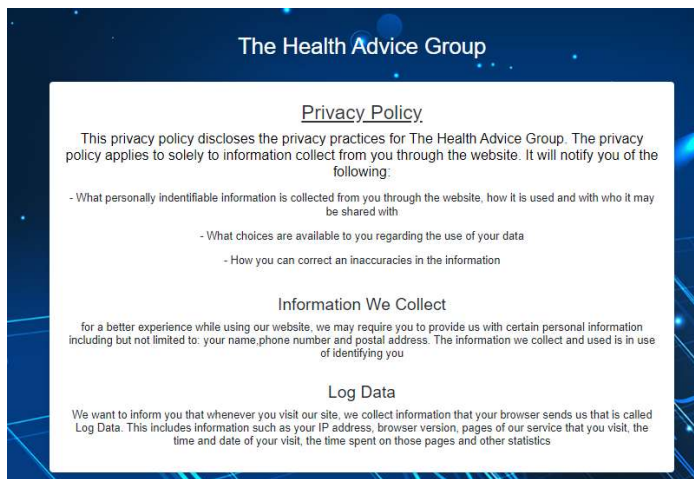 The Health Advice Group
Privacy Policy
This privacy policy discloses the privacy practices for The Health Advice Group. The privacy
policy applies to solely to information collect from you through the website. It will notify you of the
following:
- What personally indentifiable information is collected from you through the website, how it is used and with who it may
be shared with
- What choices are available to you regarding the use of your data
- How you can correct an inaccuracies in the information
Information We Collect
for a better experience while using our website, we may require you to provide us with certain personal information
including but not limited to: your name,phone number and postal address. The information we collect and used is in use
of identifying you
Log Data
We want to inform you that whenever you visit our site, we collect information that your browser sends us that is called
Log Data. This includes information such as your IP address, browser version, pages of our service that you visit, the
time and date of your visit, the time spent on those pages and other statistics